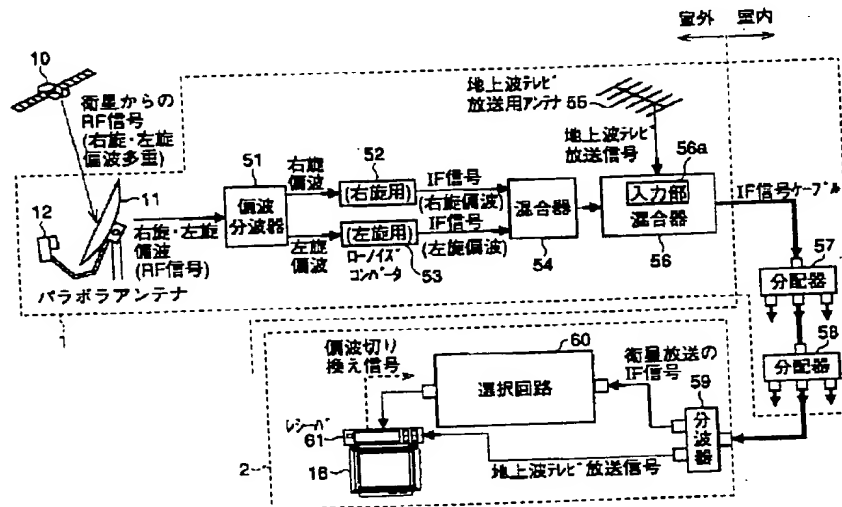 室外 室内
10
衛星からの
RF信号
(右旋・左旋
偏波多重)
地上波テレビ
放送用アンテナ 55
地上波テレビ
放送信号
11
12
右旋・左旋
偏波
(RF信号)
パラボラアンテナ
1
51
偏波
分波器
右旋
偏波
左旋
偏波
52
(右旋用)
(左旋用)
ローノイズ
コンバータ 53
IF信号
(右旋偏波)
IF信号
(左旋偏波)
混合器
54
56a
入力部
混合器
56
IF信号ケーブル
57
分配器
58
分配器
偏波切り
換え信号
60
選択回路
衛星放送の
IF信号
59
分波器
レシーバ
61
16
地上波テレビ放送信号
2